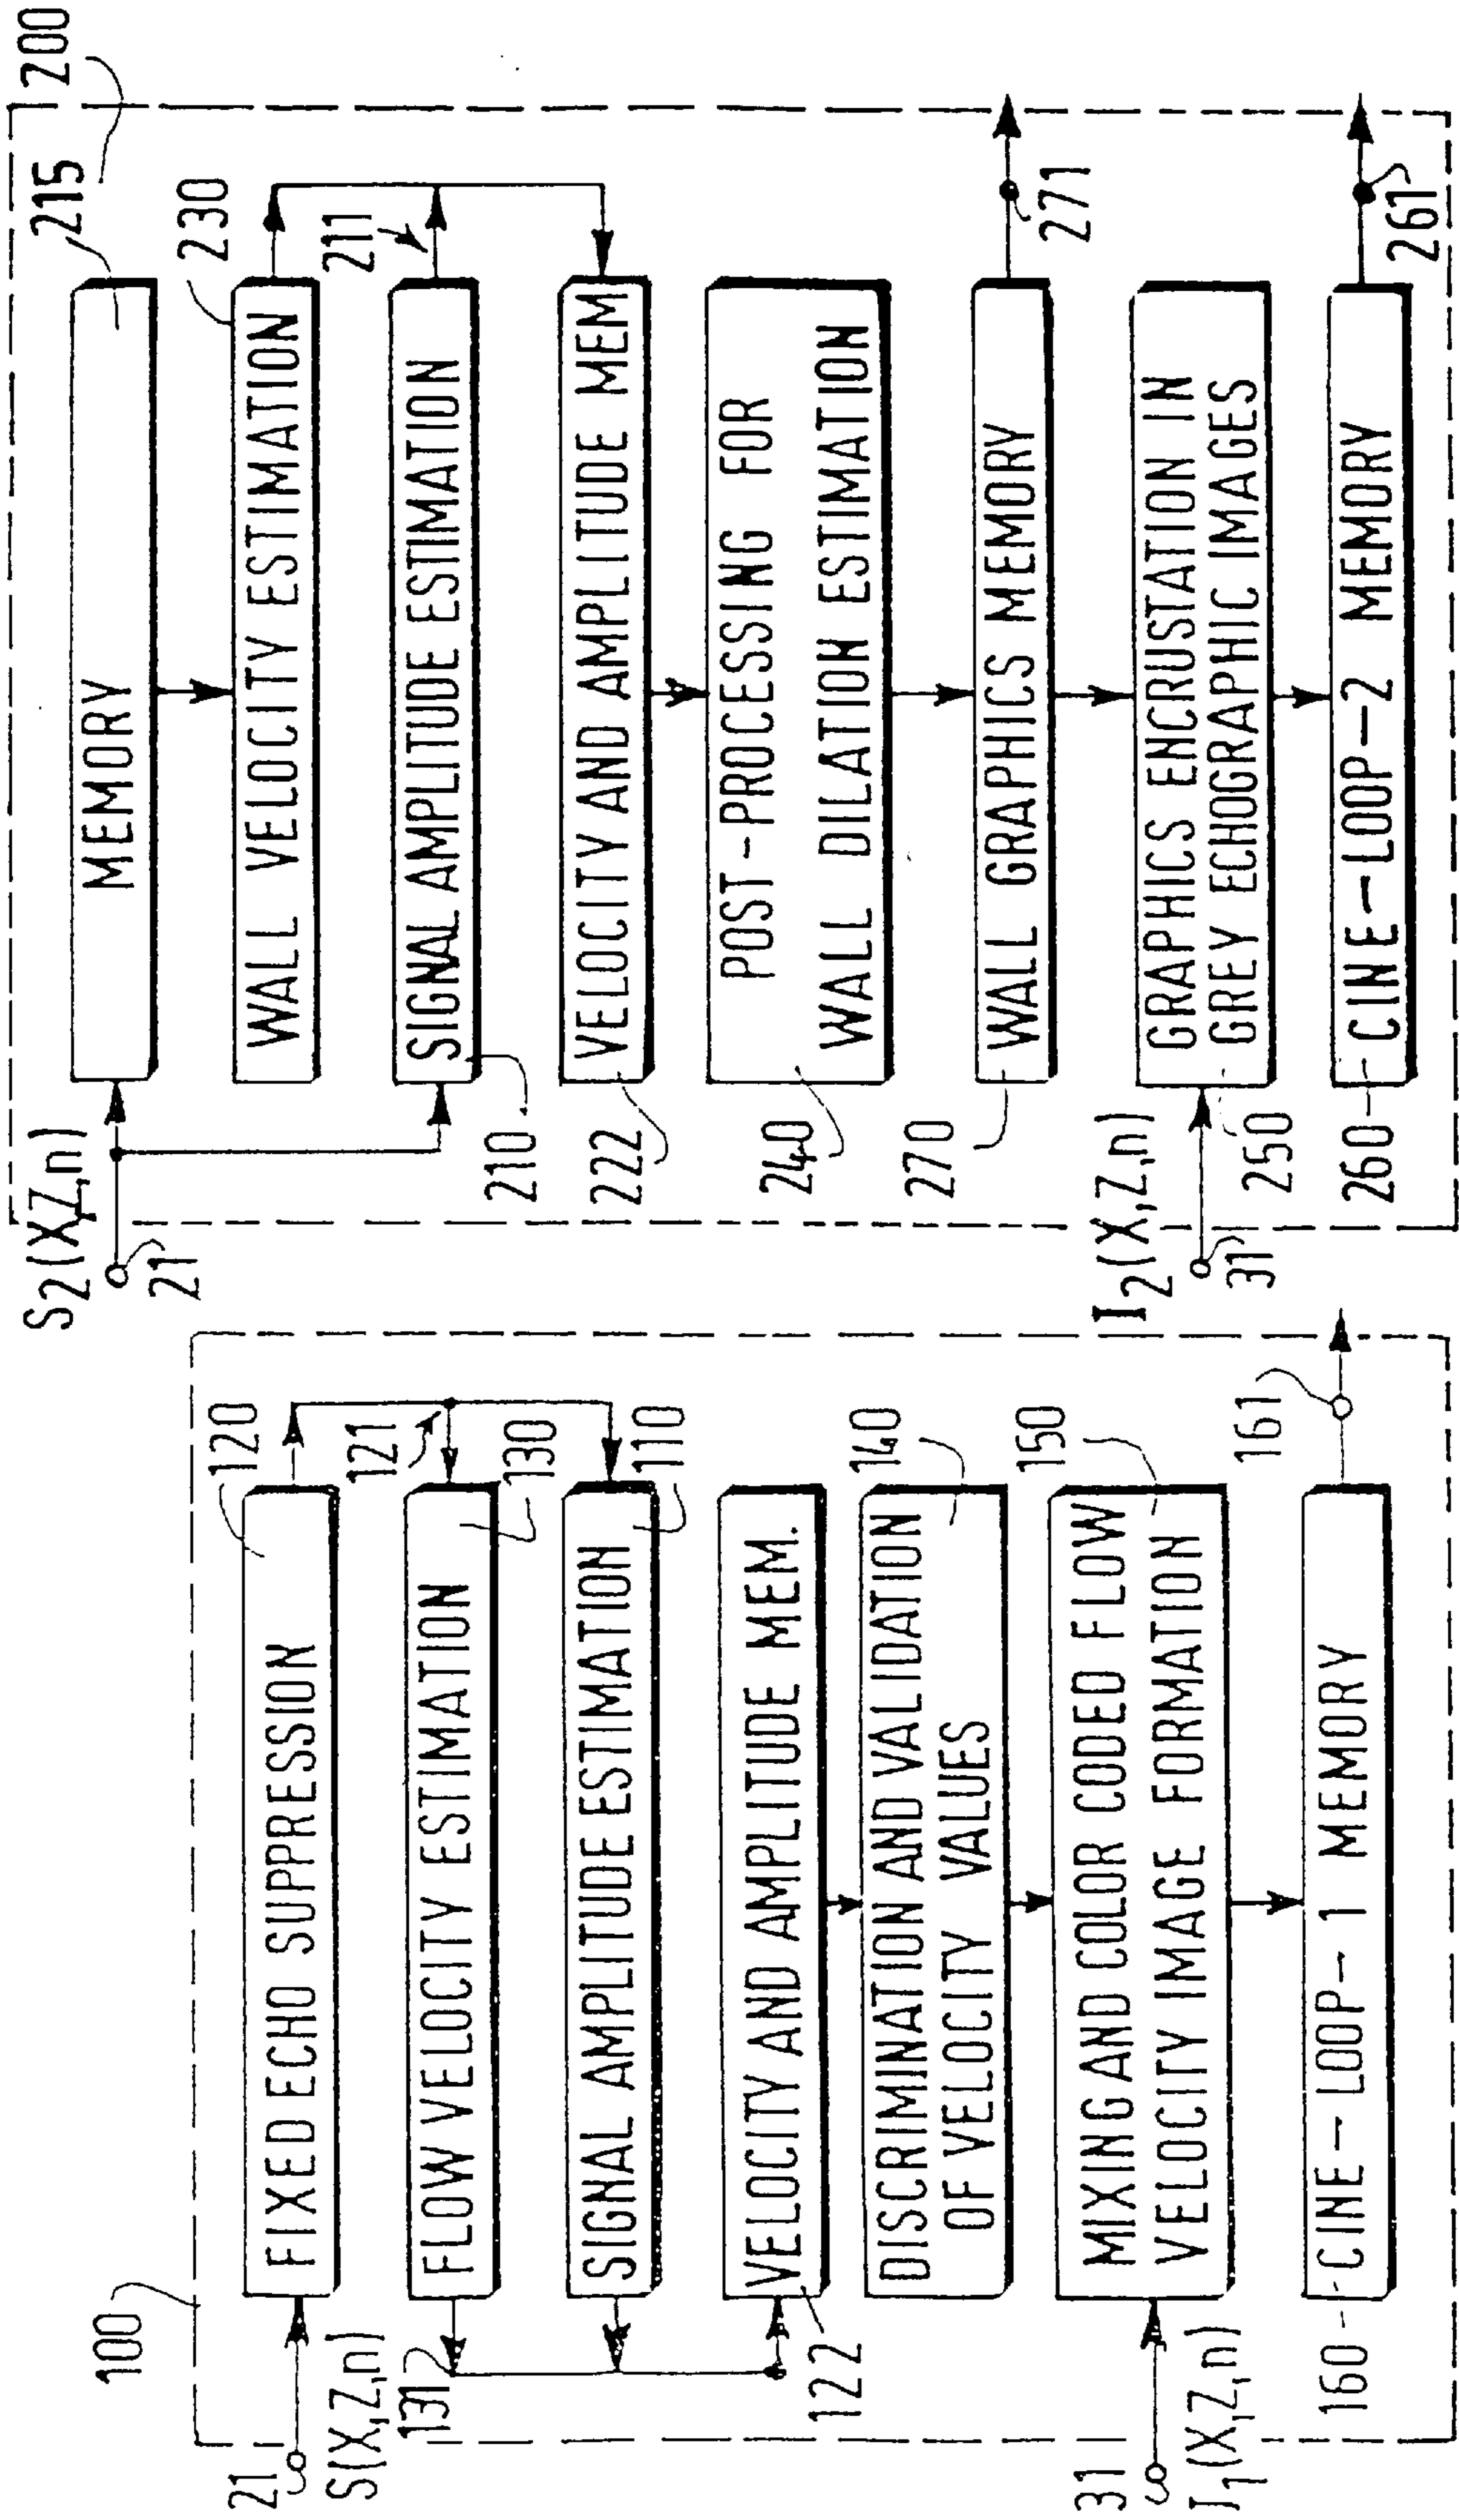 100
21
S(X,Z,n)
FIXED ECHO SUPPRESSION
120
121
FLOW VELOCITY ESTIMATION
130
131
SIGNAL AMPLITUDE ESTIMATION
110
VELOCITY AND AMPLITUDE MEM.
122
DISCRIMINATION AND VALIDATION
OF VELOCITY VALUES
140
31
I1(X,Z,n)
MIXING AND COLOR CODED FLOW
VELOCITY IMAGE FORMATION
150
160
CINE-LOOP-1 MEMORY
161
200
S2(X,Z,n)
21
MEMORY
215
WALL VELOCITY ESTIMATION
230
211
SIGNAL AMPLITUDE ESTIMATION
210
VELOCITY AND AMPLITUDE MEM
222
POST-PROCESSING FOR
WALL DILATION ESTIMATION
240
WALL GRAPHICS MEMORY
270
271
I2(X,Z,n)
31
GRAPHICS ENCRUSTATION IN
GREY ECHOGRAPHIC IMAGES
250
260
CINE-LOOP-2 MEMORY
261